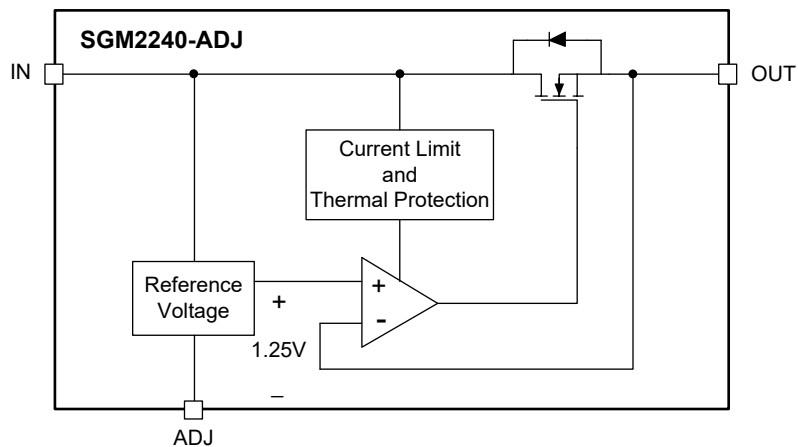 SGM2240-ADJ
IN
OUT
Current Limit
and
Thermal Protection
Reference
Voltage
+
+
-
1.25V
–
ADJ